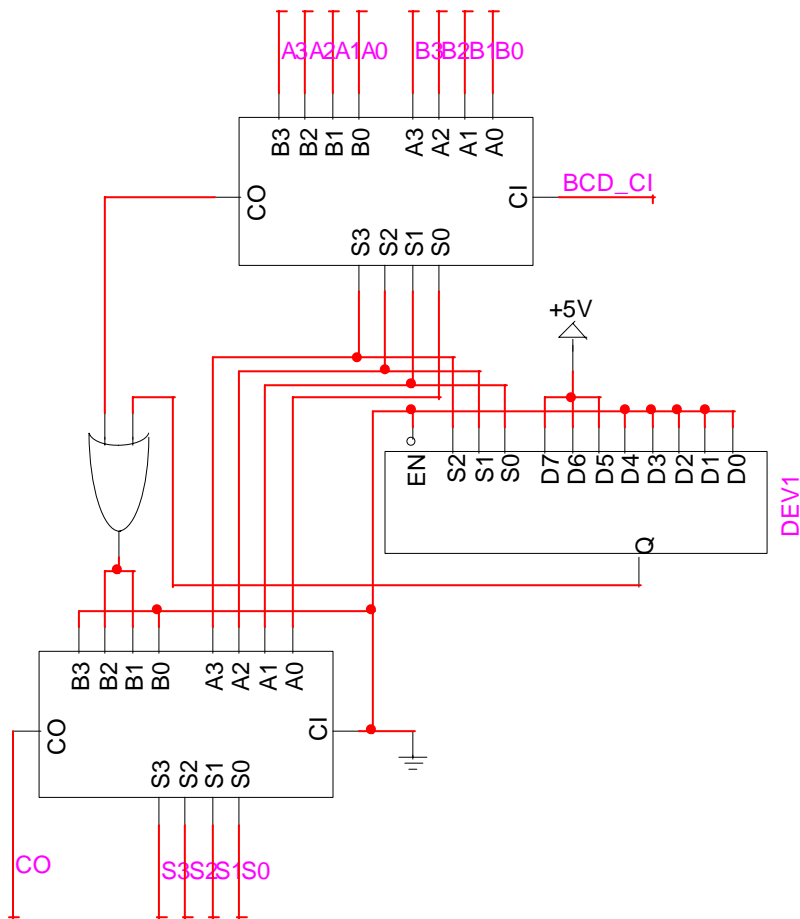 A3A2A1A0 B3B2B1B0
B3 B2 B1 B0 A3 A2 A1 A0
CO CI BCD_CI
S3 S2 S1 S0
+5V
EN S2 S1 S0 D7 D6 D5 D4 D3 D2 D1 D0
DEV1
Q
B3 B2 B1 B0 A3 A2 A1 A0
CO CI
S3 S2 S1 S0
CO S3S2S1S0